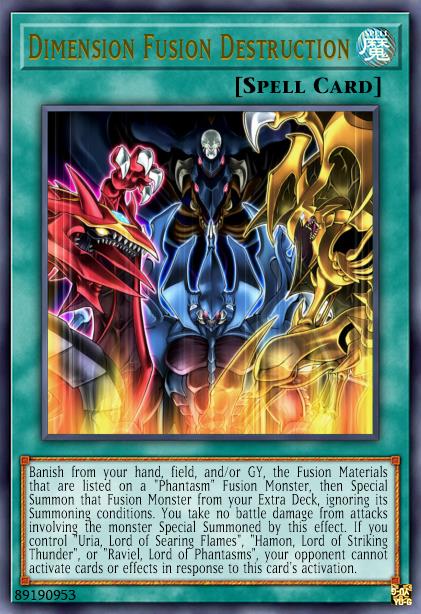 Dimension Fusion Destruction
SPELL
魔
[Spell Card]
Banish from your hand, field, and/or GY, the Fusion Materials
that are listed on a "Phantasm" Fusion Monster, then Special
Summon that Fusion Monster from your Extra Deck, ignoring its
Summoning conditions. You take no battle damage from attacks
involving the monster Special Summoned by this effect. If you
control "Uria, Lord of Searing Flames", "Hamon, Lord of Striking
Thunder", or "Raviel, Lord of Phantasms", your opponent cannot
activate cards or effects in response to this card's activation.
89190953